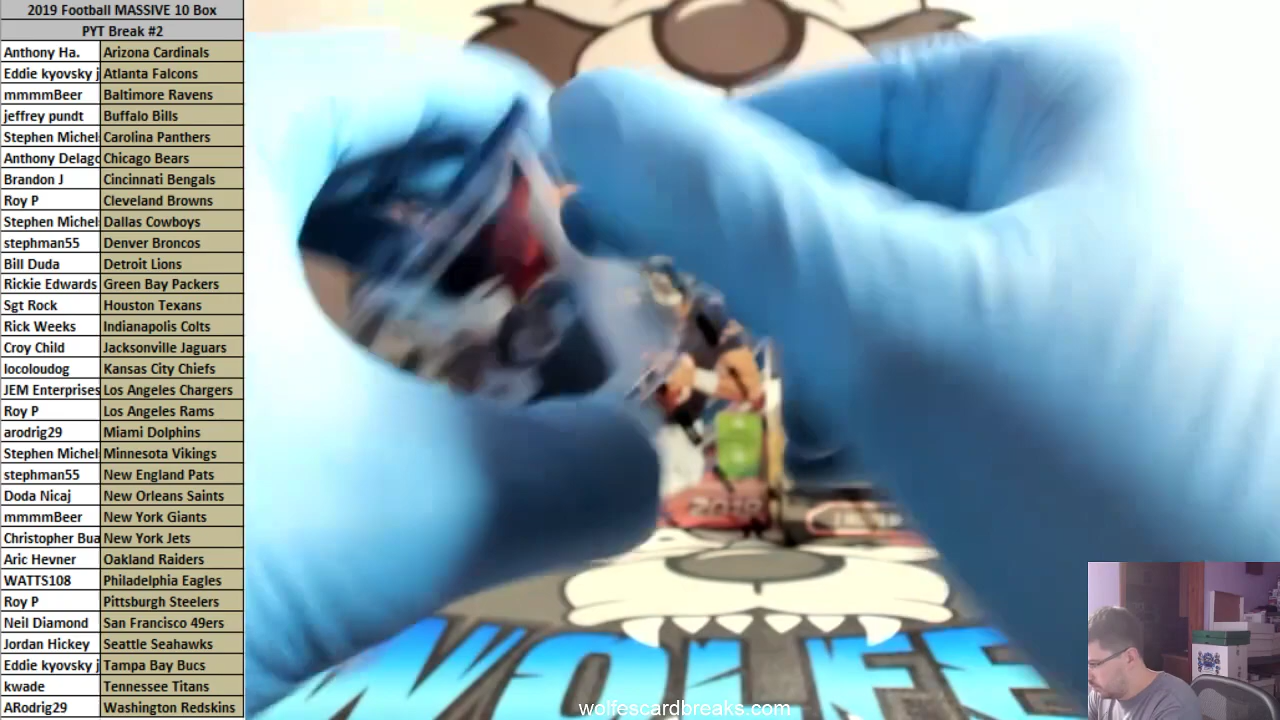 2019 Football MASSIVE 10 Box
PYT Break #2
Anthony Ha. Arizona Cardinals
Eddie kyovsky j Atlanta Falcons
mmmmBeer Baltimore Ravens
jeffrey pundt Buffalo Bills
Stephen Michel Carolina Panthers
Anthony Delago Chicago Bears
Brandon J Cincinnati Bengals
Roy P Cleveland Browns
Stephen Michel Dallas Cowboys
stephman55 Denver Broncos
Bill Duda Detroit Lions
Rickie Edwards Green Bay Packers
Sgt Rock Houston Texans
Rick Weeks Indianapolis Colts
Croy Child Jacksonville Jaguars
locoloudog Kansas City Chiefs
JEM Enterprises Los Angeles Chargers
Roy P Los Angeles Rams
arodrig29 Miami Dolphins
Stephen Michel Minnesota Vikings
stephman55 New England Pats
Doda Nicaj New Orleans Saints
mmmmBeer New York Giants
Christopher Bua New York Jets
Aric Hevner Oakland Raiders
WATTS108 Philadelphia Eagles
Roy P Pittsburgh Steelers
Neil Diamond San Francisco 49ers
Jordan Hickey Seattle Seahawks
Eddie kyovsky j Tampa Bay Bucs
kwade Tennessee Titans
ARodrig29 Washington Redskins
2019
WOLFE
wolfescardbreaks.com